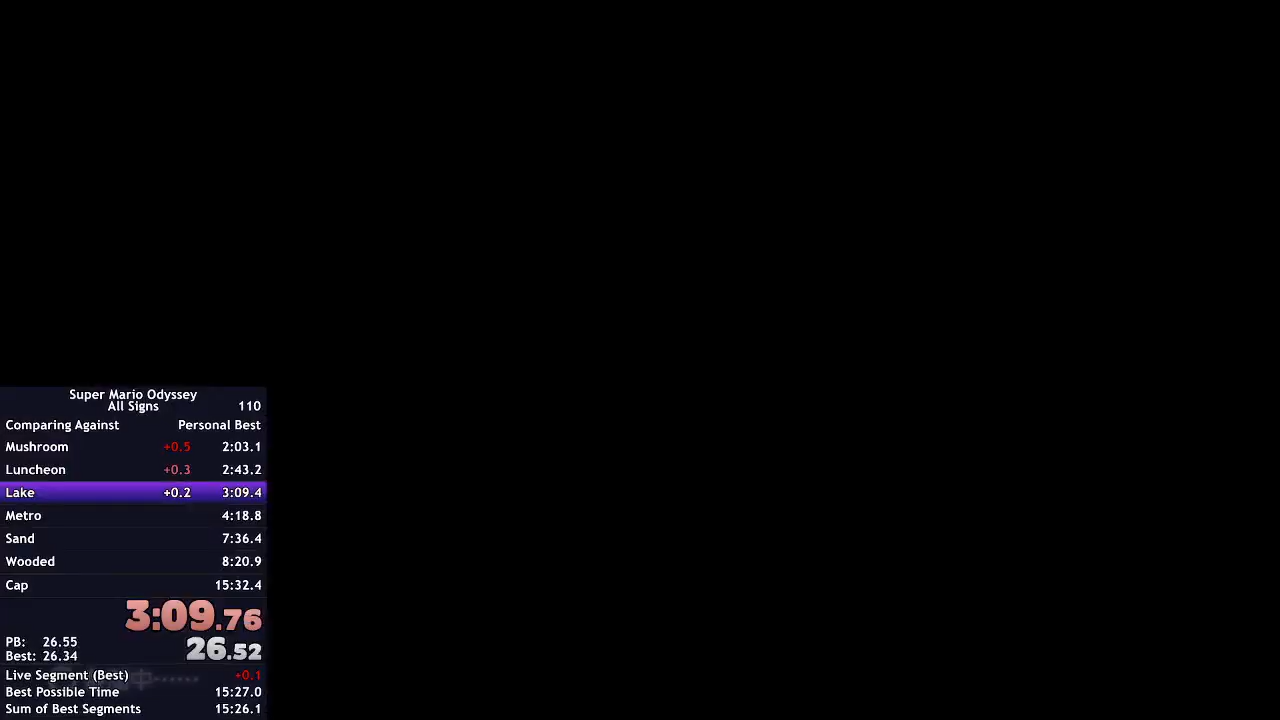 Super Mario Odyssey
All Signs 110
Comparing Against Personal Best
Mushroom +0.5 2:03.1
Luncheon +0.3 2:43.2
Lake +0.2 3:09.4
Metro 4:18.8
Sand 7:36.4
Wooded 8:20.9
Cap 15:32.4
3:09.76
PB: 26.55
Best: 26.34
26.52
Live Segment (Best) +0.1
Best Possible Time 15:27.0
Sum of Best Segments 15:26.1